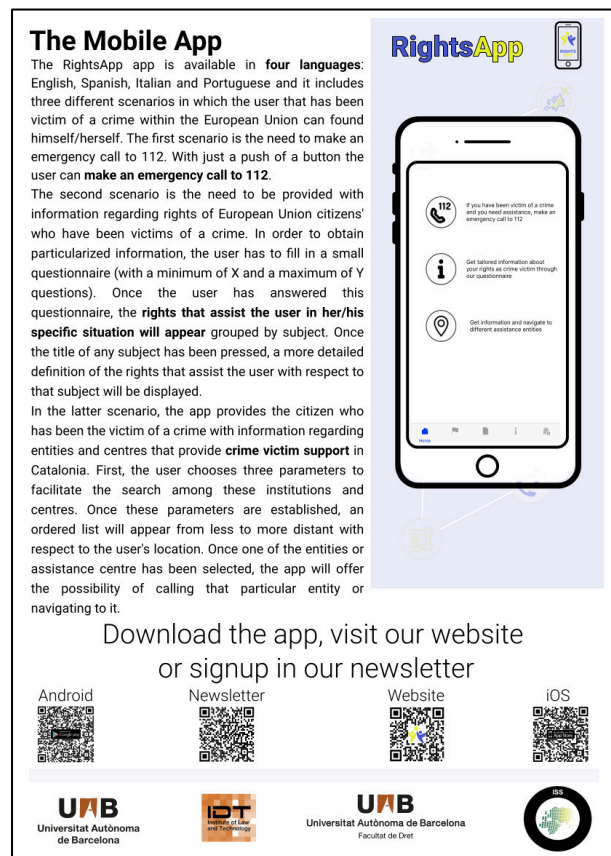 The Mobile App
The RightsApp app is available in four languages:
English, Spanish, Italian and Portuguese and it includes
three different scenarios in which the user that has been
victim of a crime within the European Union can found
himself/herself. The first scenario is the need to make an
emergency call to 112. With just a push of a button the
user can make an emergency call to 112.
The second scenario is the need to be provided with
information regarding rights of European Union citizens'
who have been victims of a crime. In order to obtain
particularized information, the user has to fill in a small
questionnaire (with a minimum of X and a maximum of Y
questions). Once the user has answered this
questionnaire, the rights that assist the user in her/his
specific situation will appear grouped by subject. Once
the title of any subject has been pressed, a more detailed
definition of the rights that assist the user with respect to
that subject will be displayed.
In the latter scenario, the app provides the citizen who
has been the victim of a crime with information regarding
entities and centres that provide crime victim support in
Catalonia. First, the user chooses three parameters to
facilitate the search among these institutions and
centres. Once these parameters are established, an
ordered list will appear from less to more distant with
respect to the user's location. Once one of the entities or
assistance centre has been selected, the app will offer
the possibility of calling that particular entity or
navigating to it.
RightsApp
RIGHTS
112
If you have been victim of a crime
and you need assistance, make an
emergency call to 112
Get tailored information about
your rights as crime victim through
our questionnaire
Get information and navigate to
different assistance entities
Home
Download the app, visit our website
or signup in our newsletter
Android
Newsletter
Website
iOS
UAB
Universitat Autònoma
de Barcelona
IDT
Institute of Law
and Technology
UAB
Universitat Autònoma de Barcelona
Facultat de Dret
ISS